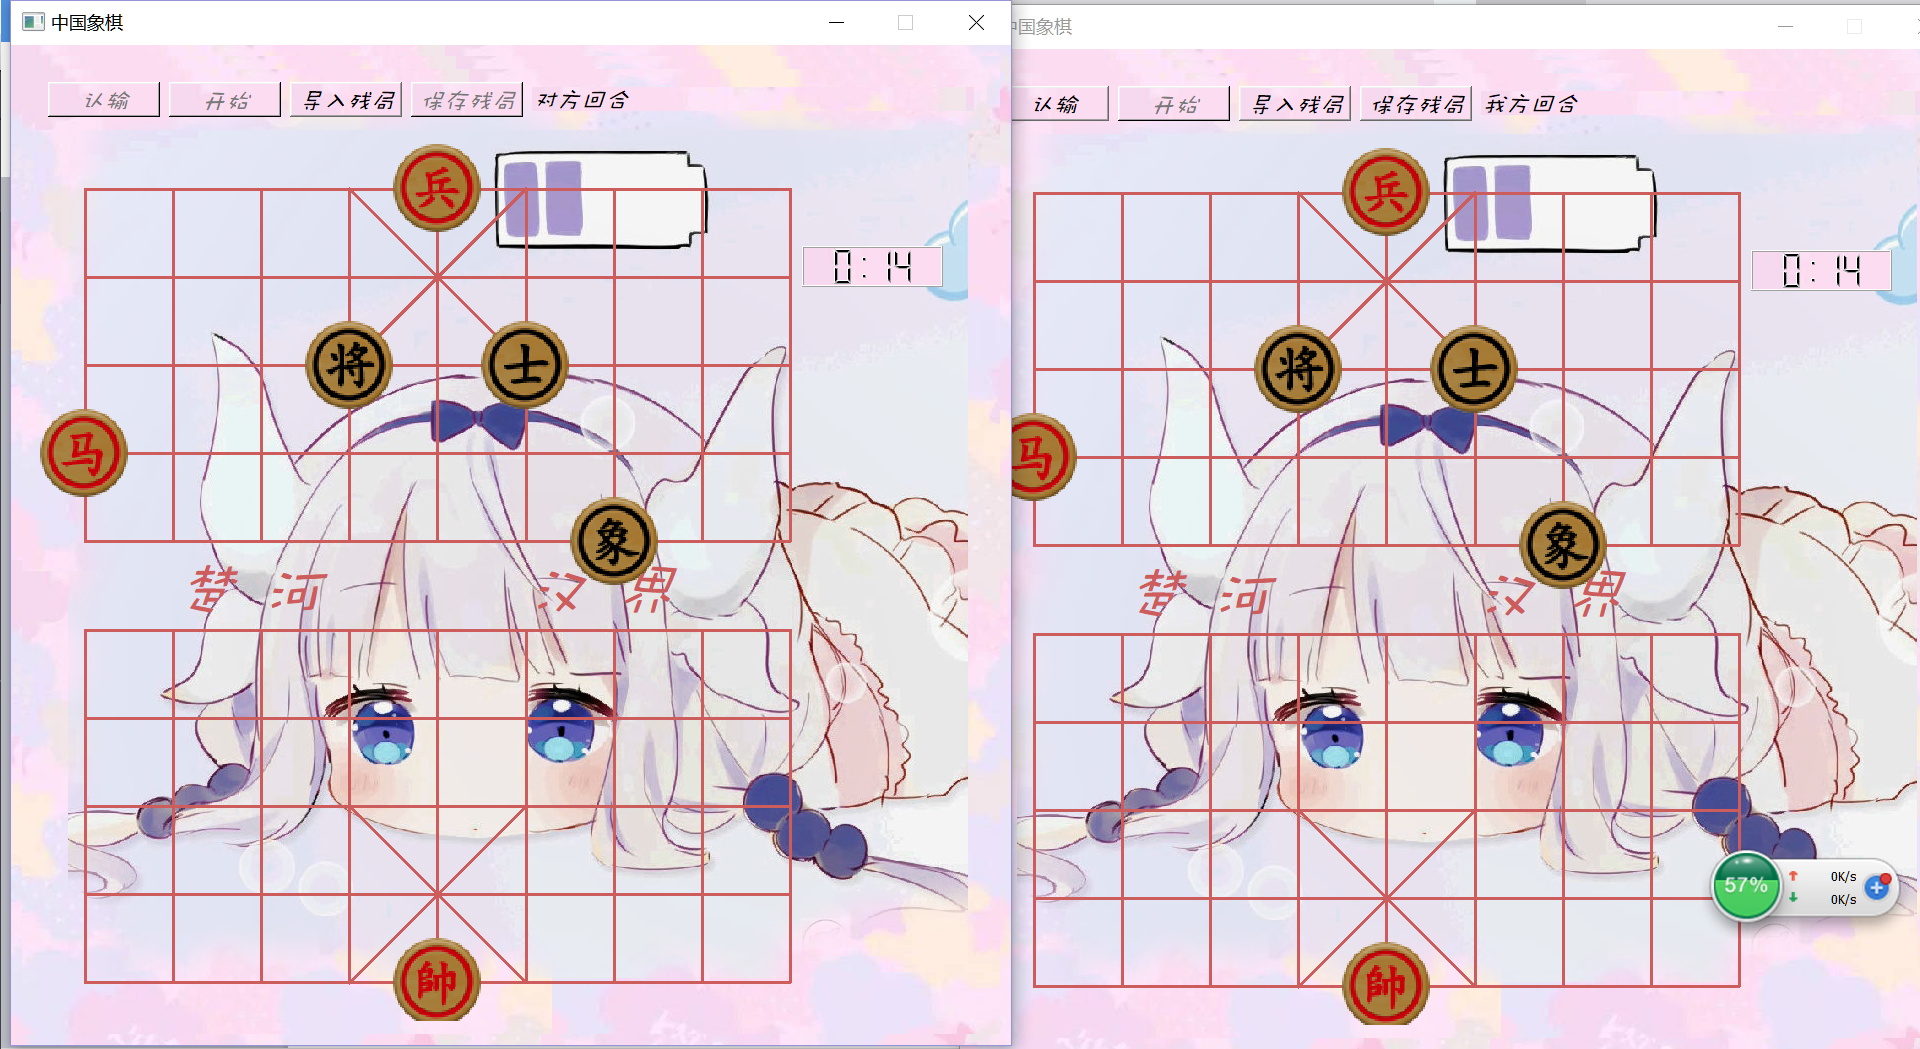 中国象棋
认输 开始 导入残局 保存残局 对方回合
兵
0:14
将 士
马
象
楚 河 汉 界
帥
中国象棋
认输 开始 导入残局 保存残局 我方回合
兵
0:14
将 士
马
象
楚 河 汉 界
57% 0K/s
0K/s
帥